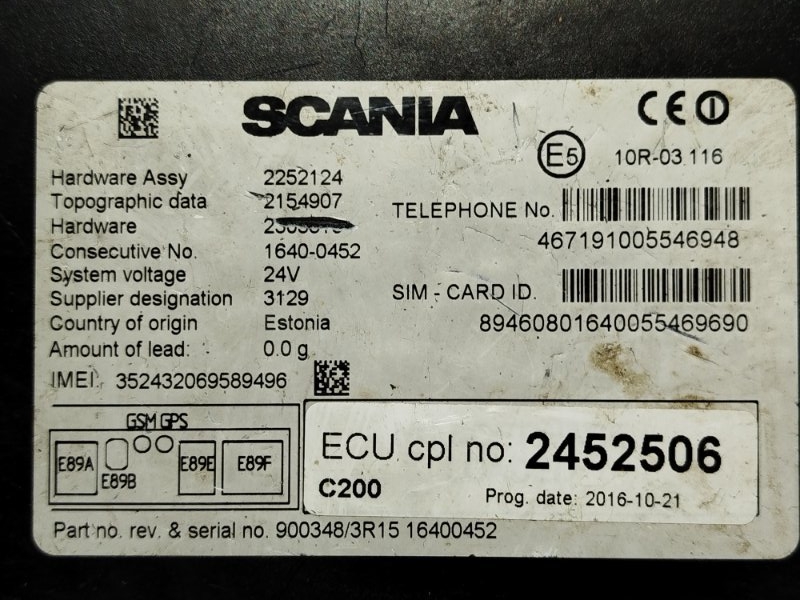 SCANIA
CE
E5
10R-03.116
Hardware Assy 2252124
Topographic data 2154907
Hardware
Consecutive No. 1640-0452
System voltage 24V
Supplier designation 3129
Country of origin Estonia
Amount of lead: 0.0 g
IMEI: 352432069589496
TELEPHONE No.
467191005546948
SIM - CARD ID.
89460801640055469690
GSM GPS
E89A
E89B
E89E
E89F
ECU cpl no: 2452506
C200
Prog. date: 2016-10-21
Part no. rev. & serial no. 900348/3R15 16400452